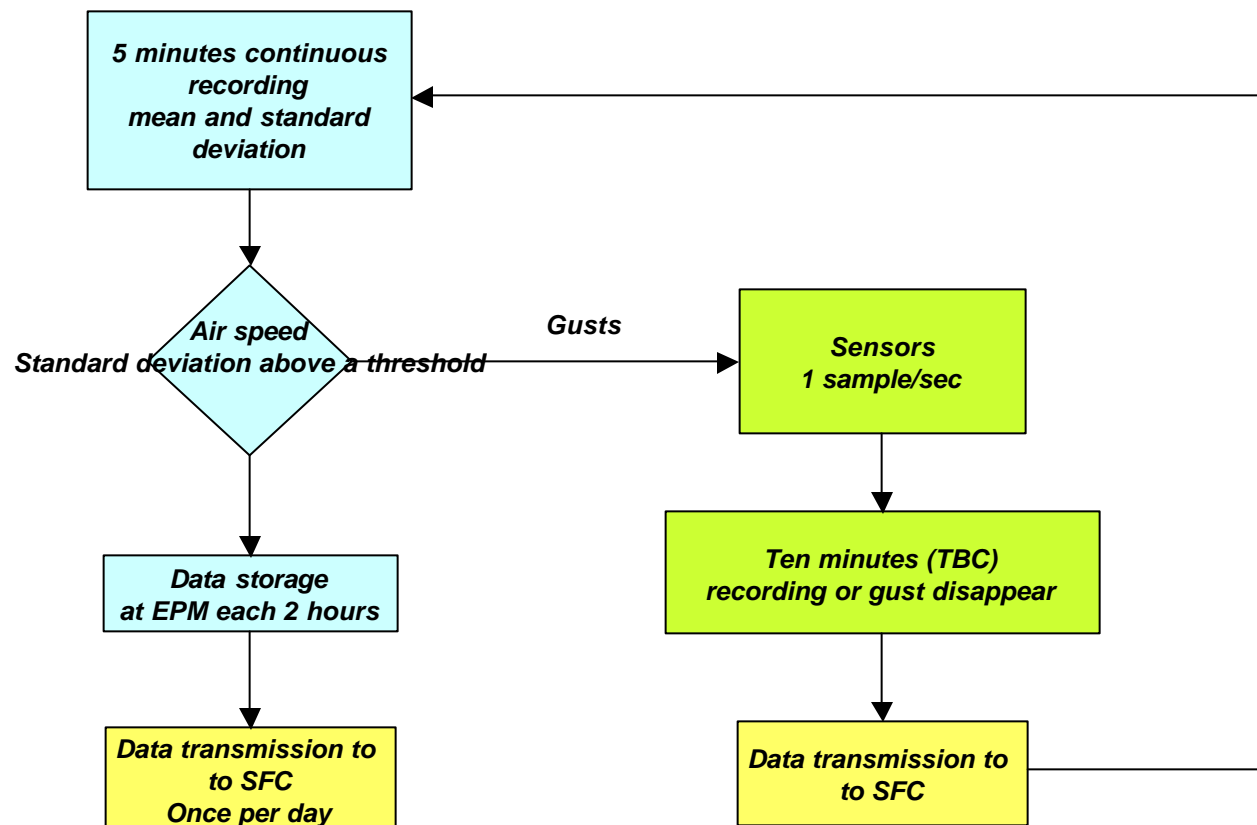 5 minutes continuous
recording
mean and standard
deviation
Air speed
Standard deviation above a threshold
Gusts
Sensors
1 sample/sec
Data storage
at EPM each 2 hours
Ten minutes (TBC)
recording or gust disappear
Data transmission to
to SFC
Once per day
Data transmission to
to SFC